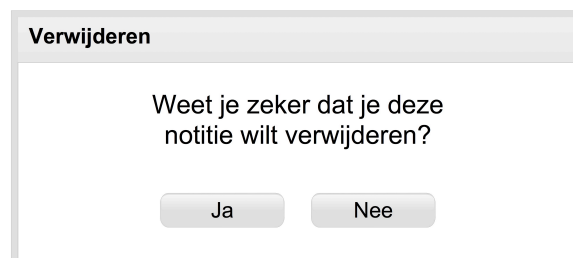 Verwijderen
Weet je zeker dat je deze
notitie wilt verwijderen?
Ja Nee